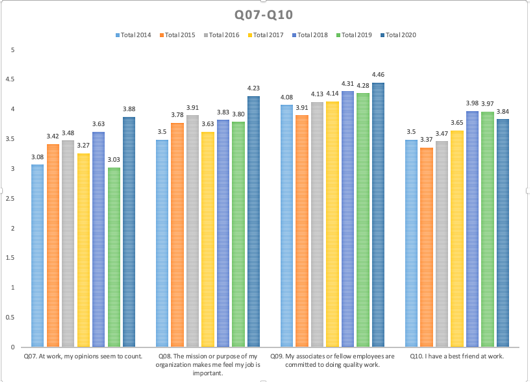 Q07-Q10
Total 2014 Total 2015 Total 2016 Total 2017 Total 2018 Total 2019 Total 2020
5
4.5
4
3.5
3
2.5
2
1.5
1
0.5
0
3.08 3.42 3.48 3.27 3.63 3.03 3.88
3.5 3.78 3.91 3.63 3.83 3.80 4.23
4.08 3.91 4.13 4.14 4.31 4.28 4.46
3.5 3.37 3.47 3.65 3.98 3.97 3.84
Q07. At work, my opinions seem to count.
Q08. The mission or purpose of my
organization makes me feel my job is
important.
Q09. My associates or fellow employees are
committed to doing quality work.
Q10. I have a best friend at work.